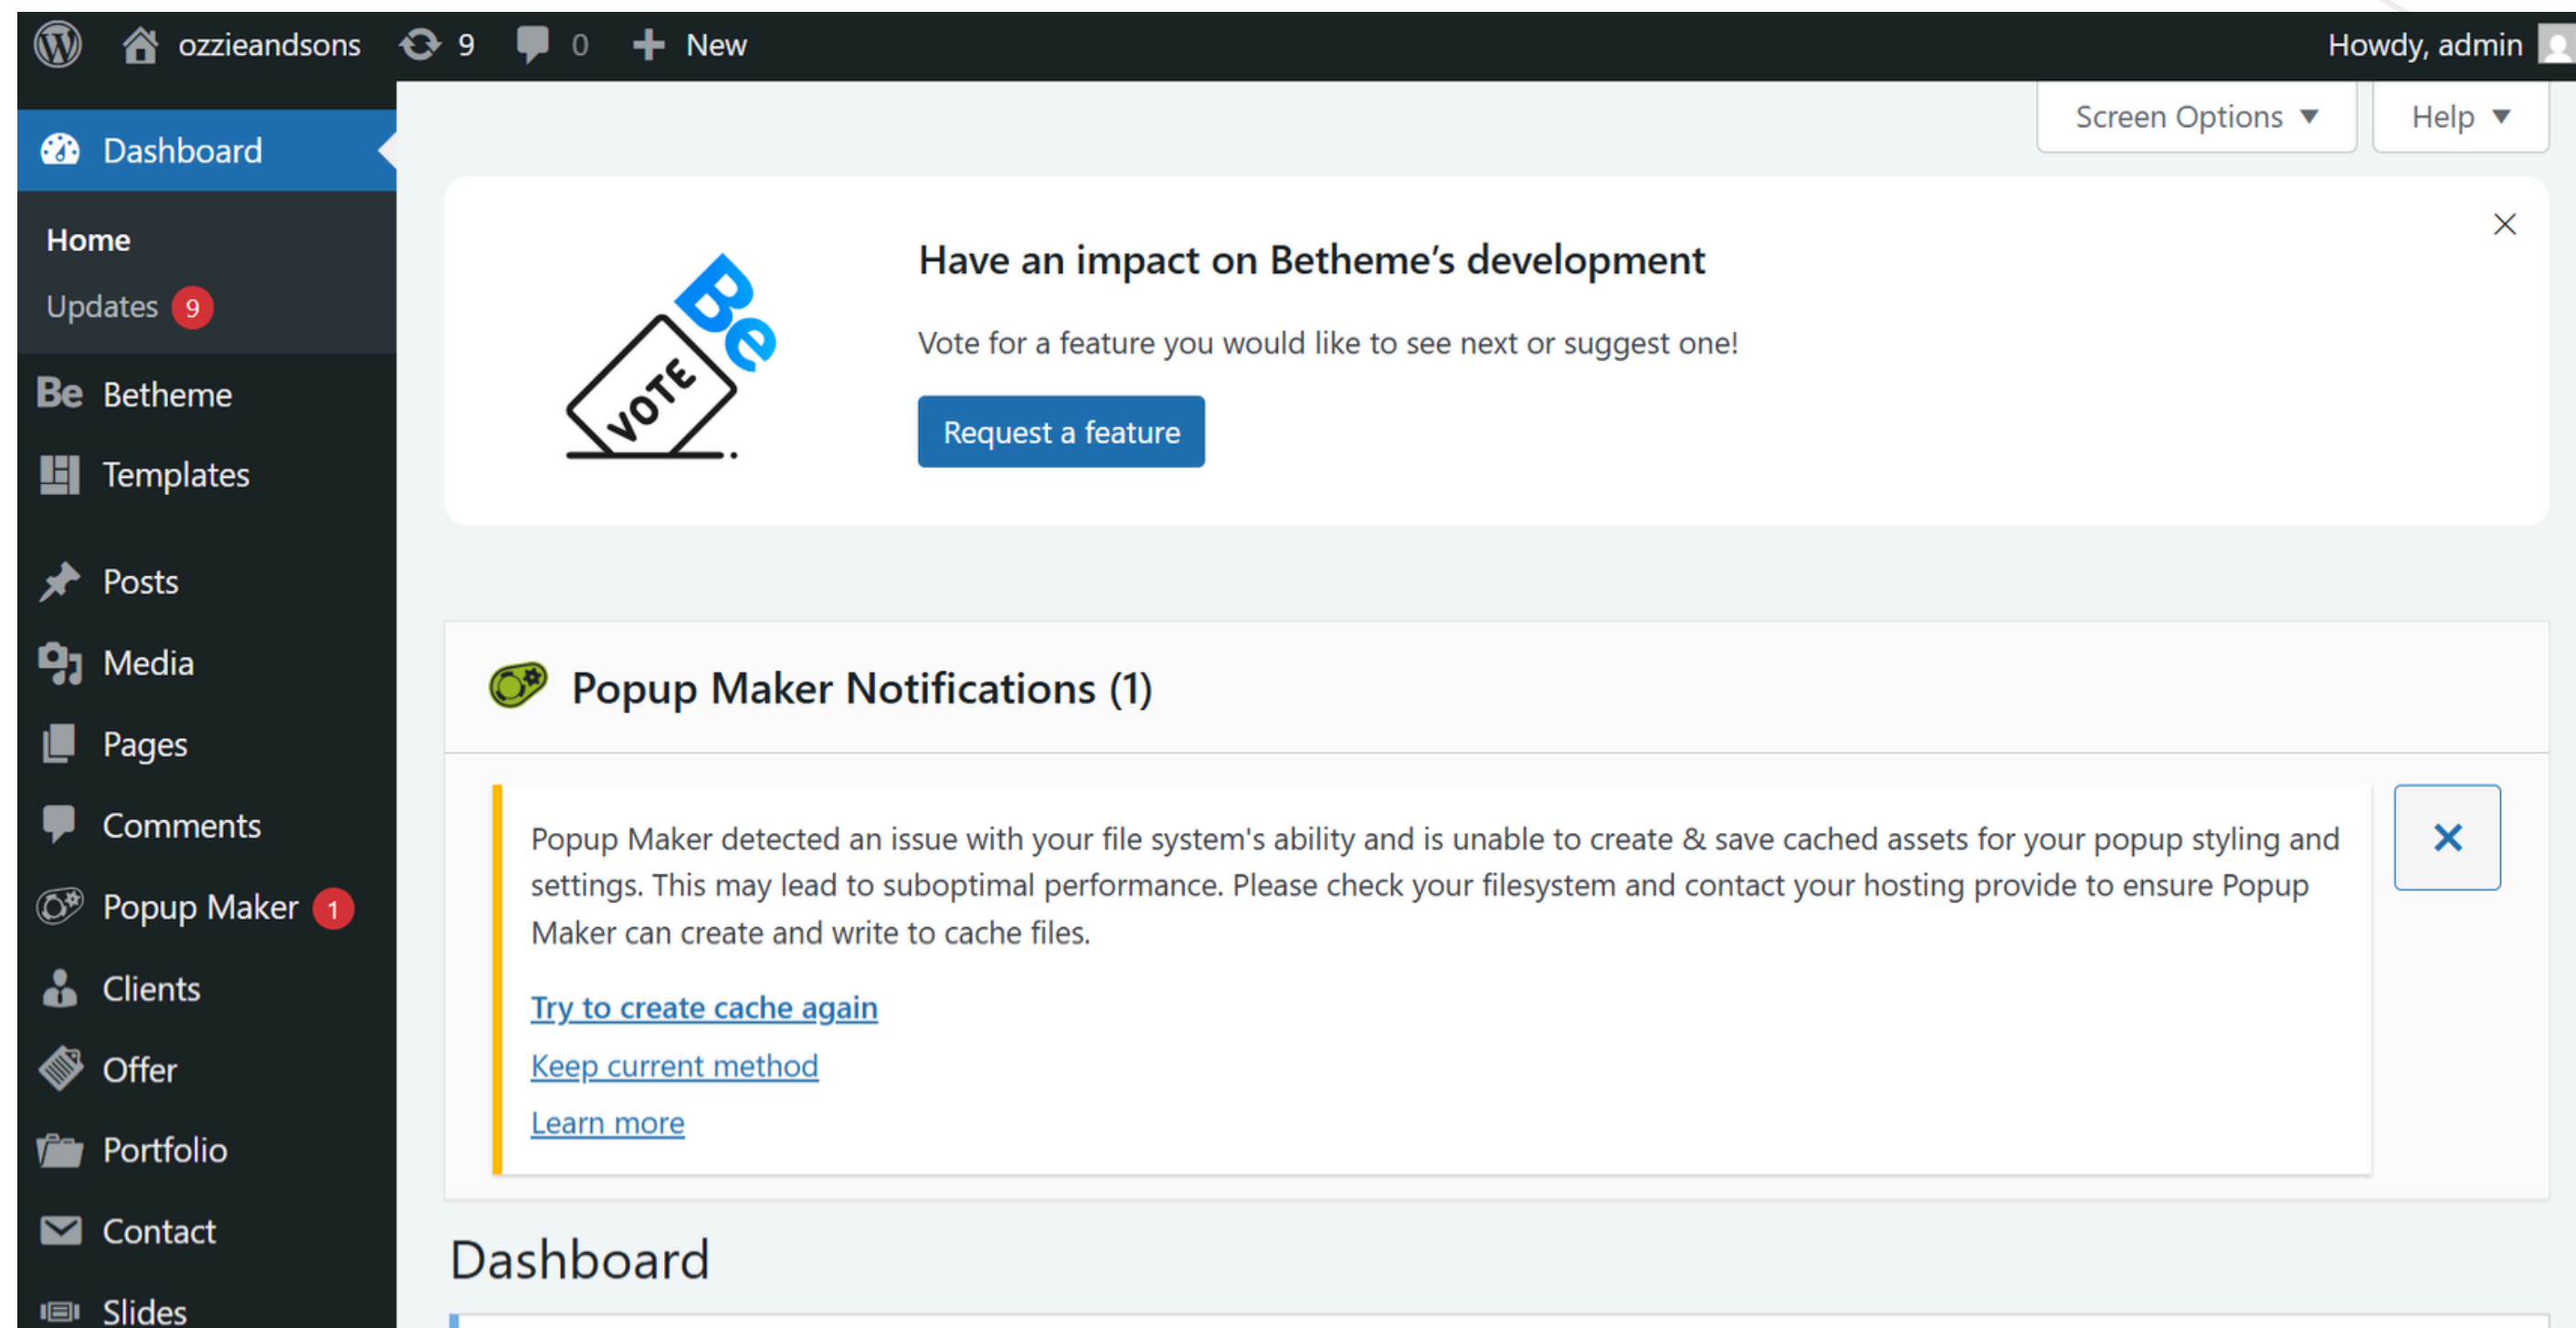 ozzieandsons 9 0 New Howdy, admin
Screen Options Help
Dashboard
Home
Updates 9
Be Betheme
Templates
Posts
Media
Pages
Comments
Popup Maker 1
Clients
Offer
Portfolio
Contact
Slides
Be
VOTE
Have an impact on Betheme’s development
Vote for a feature you would like to see next or suggest one!
Request a feature
Popup Maker Notifications (1)
Popup Maker detected an issue with your file system's ability and is unable to create & save cached assets for your popup styling and
settings. This may lead to suboptimal performance. Please check your filesystem and contact your hosting provide to ensure Popup
Maker can create and write to cache files.
Try to create cache again
Keep current method
Learn more
Dashboard